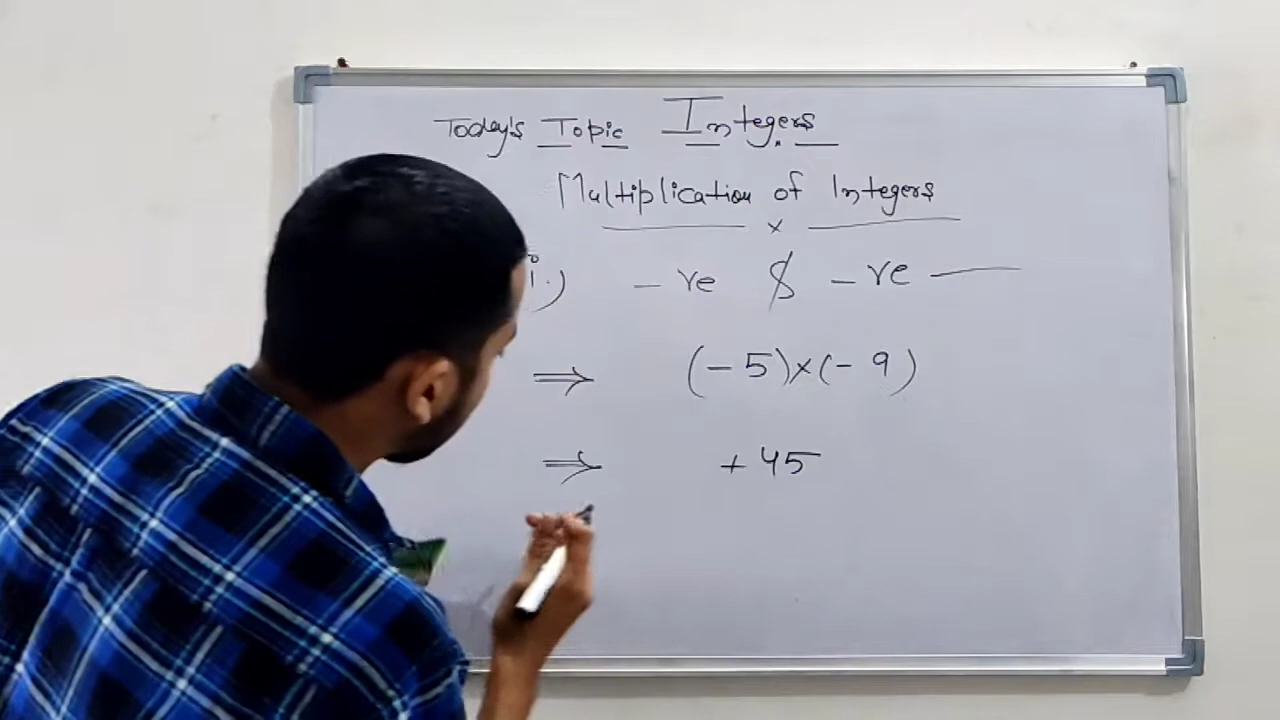 Today's Topic Integers
Multiplication of Integers
i.) -ve & -ve —
⇒ (-5)×(-9)
⇒ +45